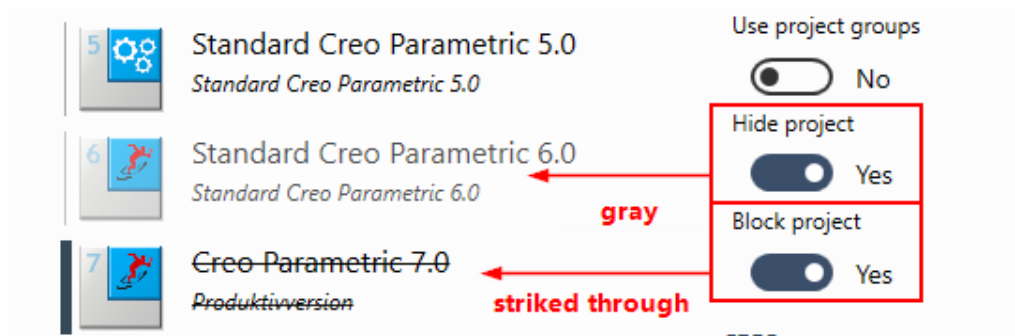 5
Standard Creo Parametric 5.0
Standard Creo Parametric 5.0
6
Standard Creo Parametric 6.0
Standard Creo Parametric 6.0
7
Creo Parametric 7.0
Produktivversion
Use project groups
No
Hide project
Yes
gray
Block project
Yes
striked through